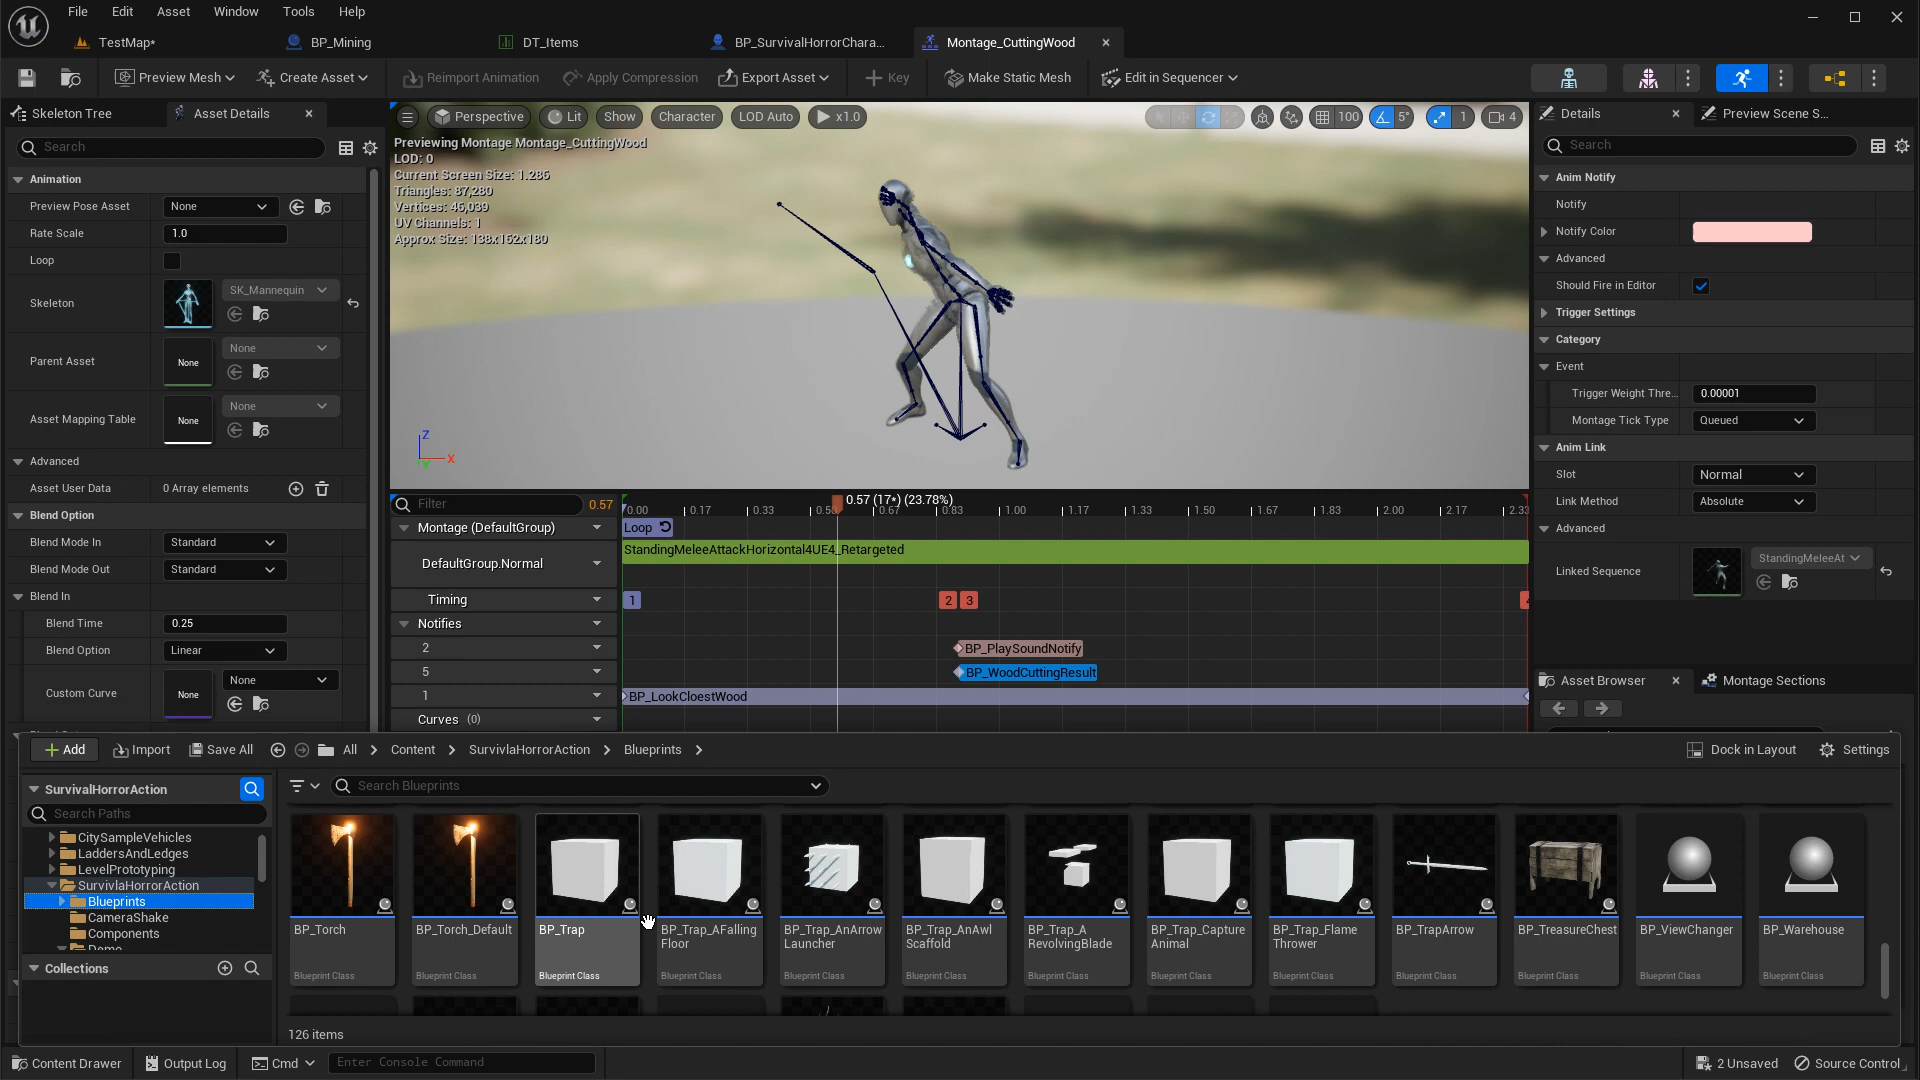 File Edit Asset Window Tools Help
TestMap* BP_Mining DT_Items BP_SurvivalHorrorChara... Montage_CuttingWood
Preview Mesh Create Asset Reimport Animation Apply Compression Export Asset Key Make Static Mesh Edit in Sequencer
Skeleton Tree Asset Details
Search
Animation
Preview Pose Asset None
Rate Scale 1.0
Loop
Skeleton SK_Mannequin
Parent Asset None None
Asset Mapping Table None None
Advanced
Asset User Data 0 Array elements
Blend Option
Blend Mode In Standard
Blend Mode Out Standard
Blend In
Blend Time 0.25
Blend Option Linear
Custom Curve None None
Perspective Lit Show Character LOD Auto x1.0 100 5° 1 4
Previewing Montage Montage_CuttingWood
LOD: 0
Current Screen Size: 1.286
Triangles: 87,280
Vertices: 46,039
UV Channels: 1
Approx Size: 138x162x180
Z
X
Y
Filter 0.57 0.57 (17*) (23.78%)
0.00 0.17 0.33 0.50 0.67 0.83 1.00 1.17 1.33 1.50 1.67 1.83 2.00 2.17 2.33
Montage (DefaultGroup) Loop
DefaultGroup.Normal StandingMeleeAttackHorizontal4UE4_Retargeted
Timing 1 2 3 4
Notifies
2 BP_PlaySoundNotify
5 BP_WoodCuttingResult
1 BP_LookCloestWood
Curves (0)
Details Preview Scene S...
Search
Anim Notify
Notify
Notify Color
Advanced
Should Fire in Editor
Trigger Settings
Category
Event
Trigger Weight Thre... 0.00001
Montage Tick Type Queued
Anim Link
Slot Normal
Link Method Absolute
Advanced
Linked Sequence StandingMeleeAt
Asset Browser Montage Sections
Add Import Save All All Content SurvivlaHorrorAction Blueprints Dock in Layout Settings
SurvivalHorrorAction
Search Paths
CitySampleVehicles
LaddersAndLedges
LevelPrototyping
SurvivlaHorrorAction
Blueprints
CameraShake
Components
Demo
Collections
Search Blueprints
BP_Torch
Blueprint Class
BP_Torch_Default
Blueprint Class
BP_Trap
Blueprint Class
BP_Trap_AFalling
Floor
Blueprint Class
BP_Trap_AnArrow
Launcher
Blueprint Class
BP_Trap_AnAwl
Scaffold
Blueprint Class
BP_Trap_A
RevolvingBlade
Blueprint Class
BP_Trap_Capture
Animal
Blueprint Class
BP_Trap_Flame
Thrower
Blueprint Class
BP_TrapArrow
Blueprint Class
BP_TreasureChest
Blueprint Class
BP_ViewChanger
Blueprint Class
BP_Warehouse
Blueprint Class
126 items
Content Drawer Output Log Cmd Enter Console Command 2 Unsaved Source Control